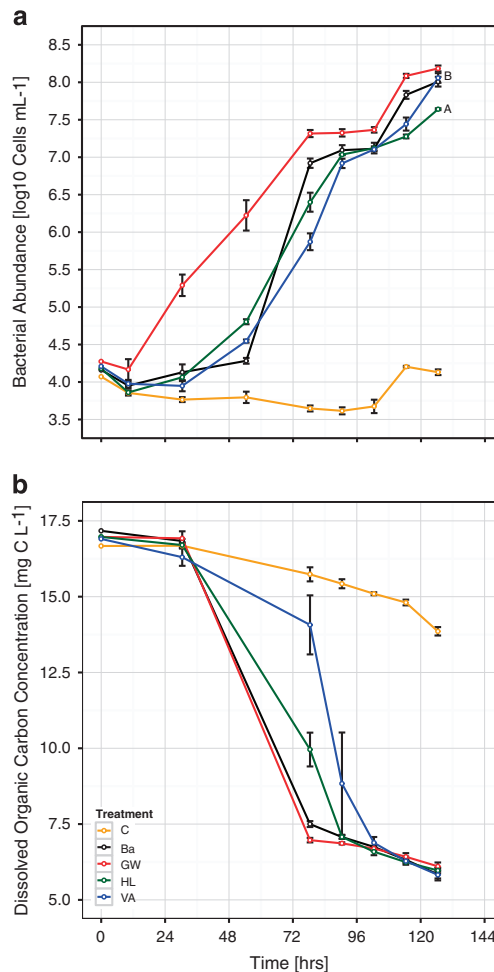 a
8.5
8.0
7.5
7.0
6.5
6.0
5.5
5.0
4.5
4.0
3.5
Bacterial Abundance [log10 Cells mL-1]
B
A
b
17.5
15.0
12.5
10.0
7.5
5.0
Dissolved Organic Carbon Concentration [mg C L-1]
Treatment
C
Ba
GW
HL
VA
0 24 48 72 96 120 144
Time [hrs]